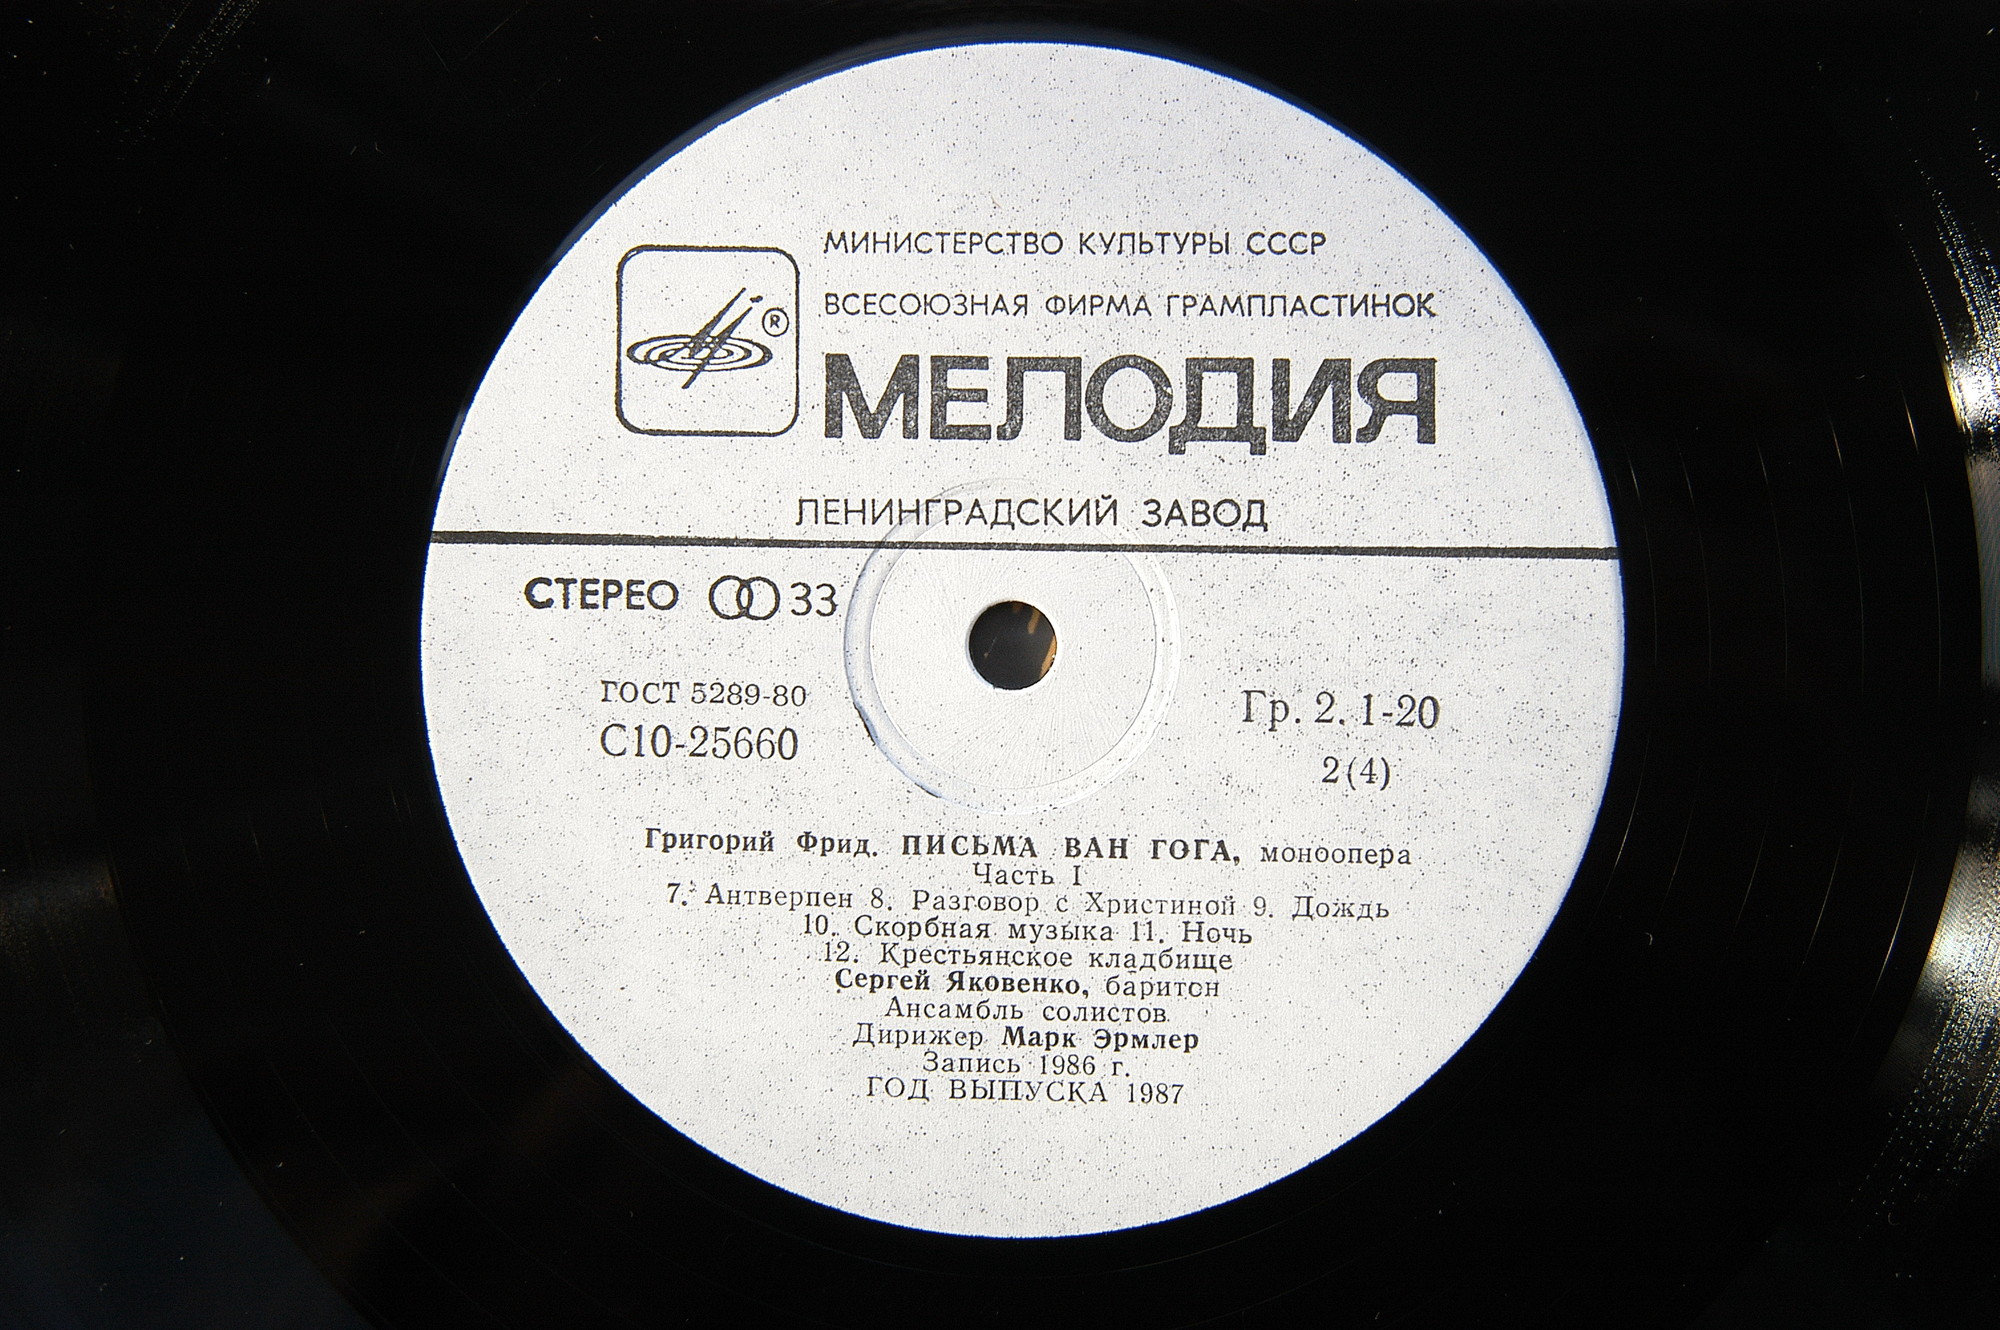 МИНИСТЕРСТВО КУЛЬТУРЫ СССР
ВСЕСОЮЗНАЯ ФИРМА ГРАМПЛАСТИНОК
®
МЕЛОДИЯ
ЛЕНИНГРАДСКИЙ ЗАВОД
СТЕРЕО 33
ГОСТ 5289-80
С10-25660
Гр. 2. 1-20
2(4)
Григорий Фрид. ПИСЬМА ВАН ГОГА, моноопера
Часть I
7. Антверпен 8. Разговор с Христиной 9. Дождь
10. Скорбная музыка 11. Ночь
12. Крестьянское кладбище
Сергей Яковенко, баритон
Ансамбль солистов
Дирижер Марк Эрмлер
Запись 1986 г.
ГОД ВЫПУСКА 1987